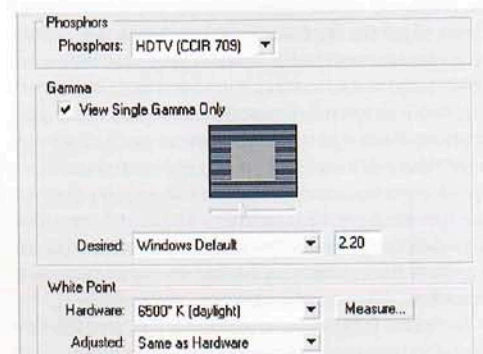 Phosphors
Phosphors: HDTV (CCIR 709)
Gamma
View Single Gamma Only
Desired: Windows Default 2.20
White Point
Hardware: 6500° K (daylight) Measure...
Adjusted: Same as Hardware